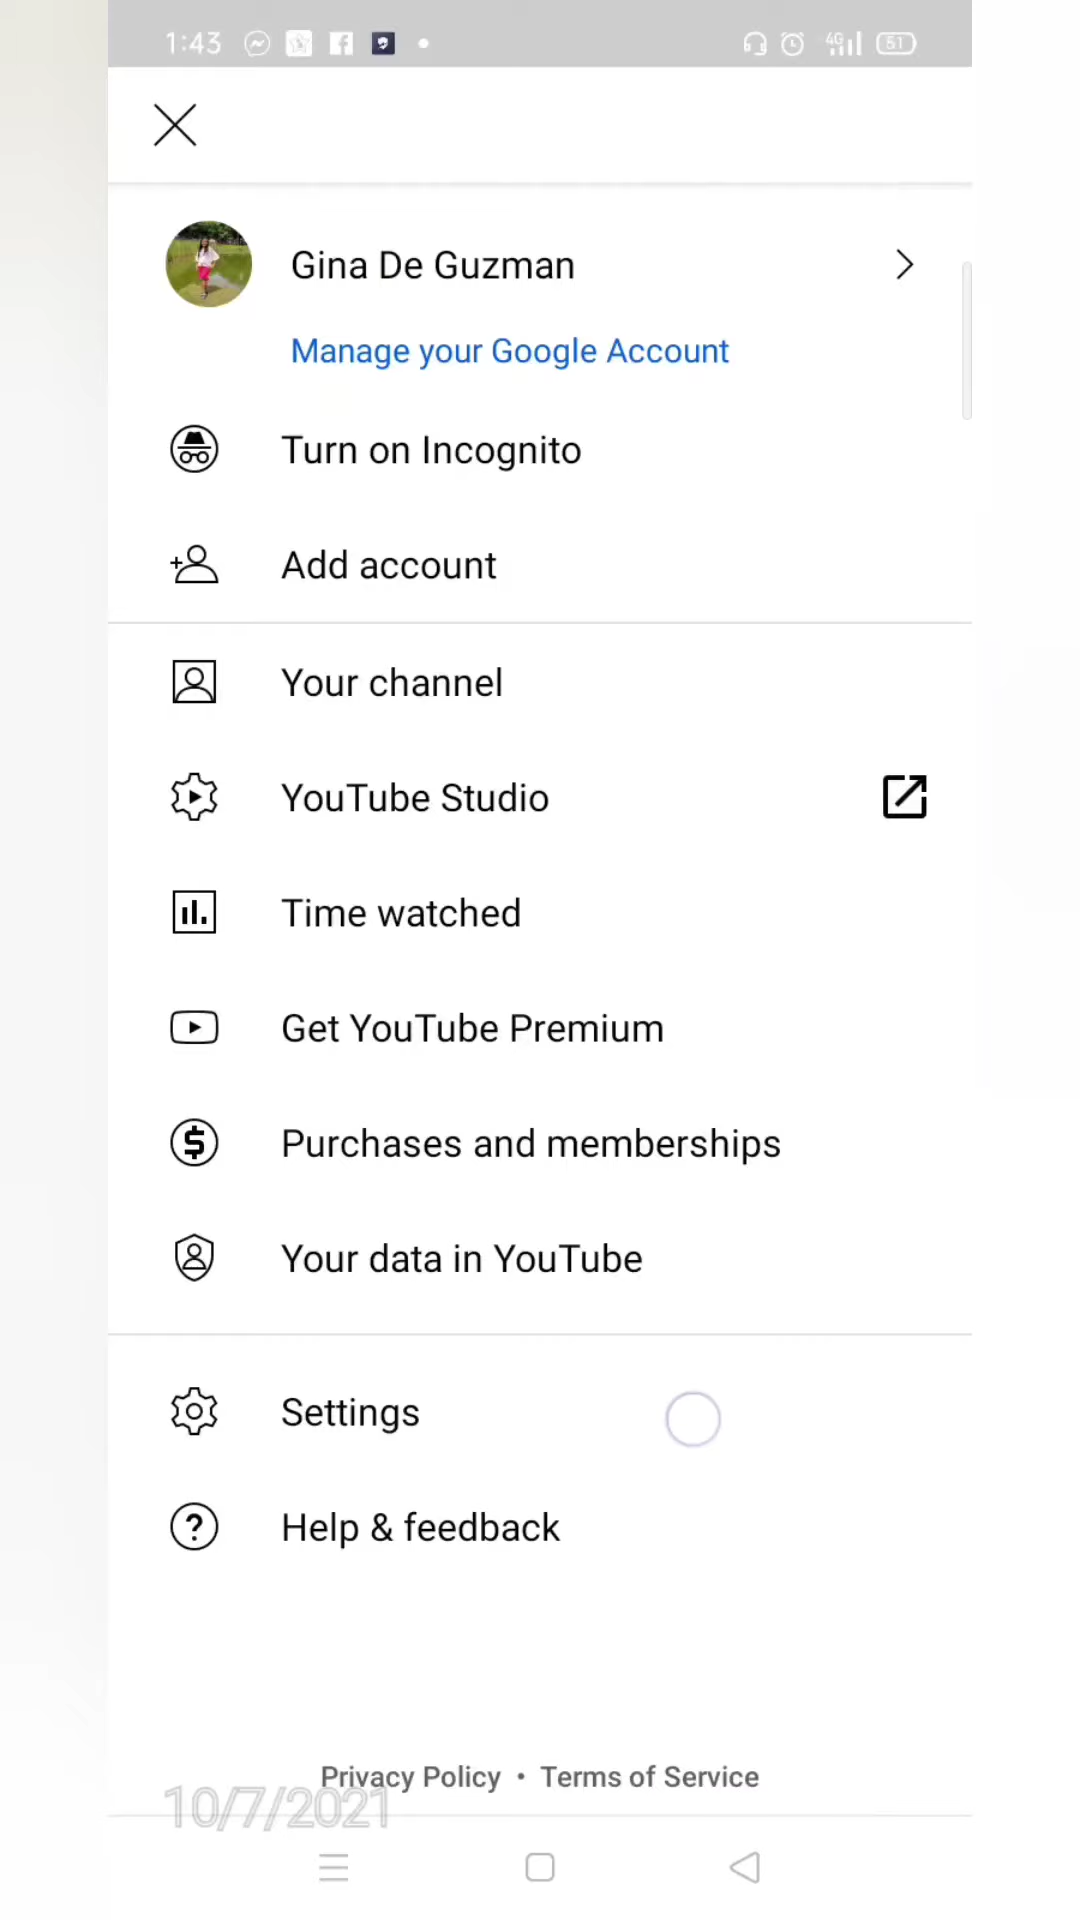 1:43 4G 51
Gina De Guzman
Manage your Google Account
Turn on Incognito
Add account
Your channel
YouTube Studio
Time watched
Get YouTube Premium
Purchases and memberships
Your data in YouTube
Settings
Help & feedback
Privacy Policy • Terms of Service
10/7/2021